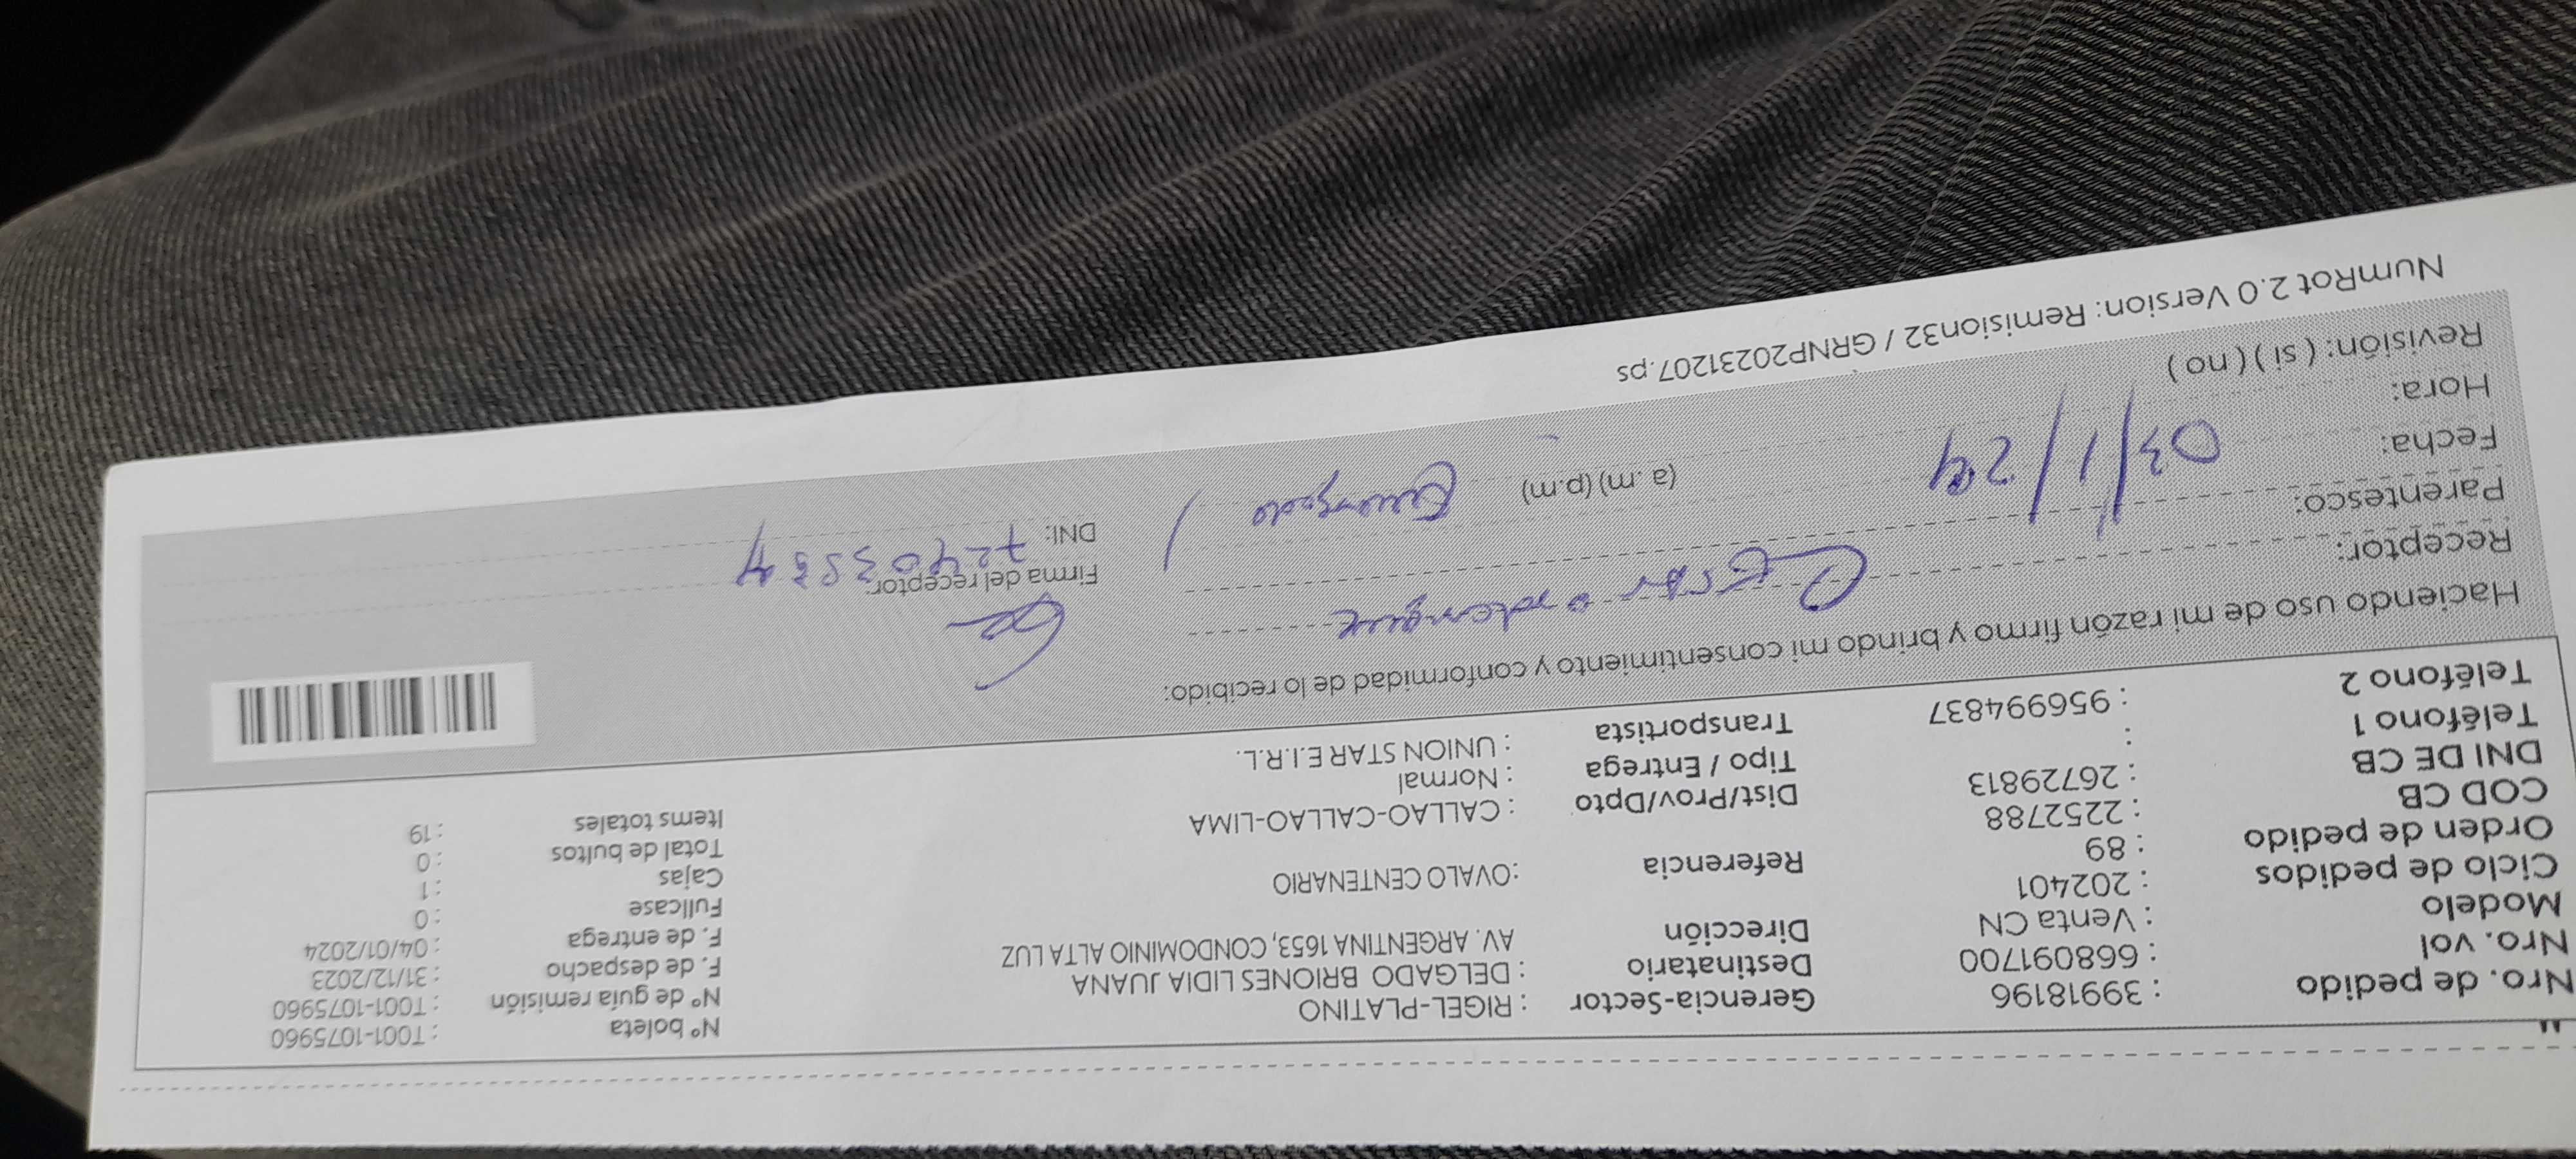 Nro. de pedido : 39918196 Gerencia-Sector : RIGEL-PLATINO Nº boleta : T001-1075960
Nro. vol : 668091700 Destinatario : DELGADO BRIONES LIDIA JUANA Nº de guía remisión : T001-1075960
Modelo : Venta CN Dirección AV. ARGENTINA 1653, CONDOMINIO ALTA LUZ F. de despacho : 31/12/2023
Ciclo de pedidos : 202401 F. de entrega : 04/01/2024
Orden de pedido : 89 Referencia :OVALO CENTENARIO Fullcase : 0
COD CB : 2252788 Cajas : 1
DNI DE CB : 26729813 Dist/Prov/Dpto : CALLAO-CALLAO-LIMA Total de bultos : 0
Teléfono 1 : Tipo / Entrega : Normal Items totales : 19
Teléfono 2 : 956994837 Transportista : UNION STAR E.I.R.L.
Haciendo uso de mi razón firmo y brindo mi consentimiento y conformidad de lo recibido:
Receptor: Cesar Firma del receptor:
Parentesco: DNI:
Fecha: 03/1/24
Hora: (a.m) (p.m)
Revisión: ( si ) ( no )
NumRot 2.0 Version: Remision32 / GRNP20231207.ps